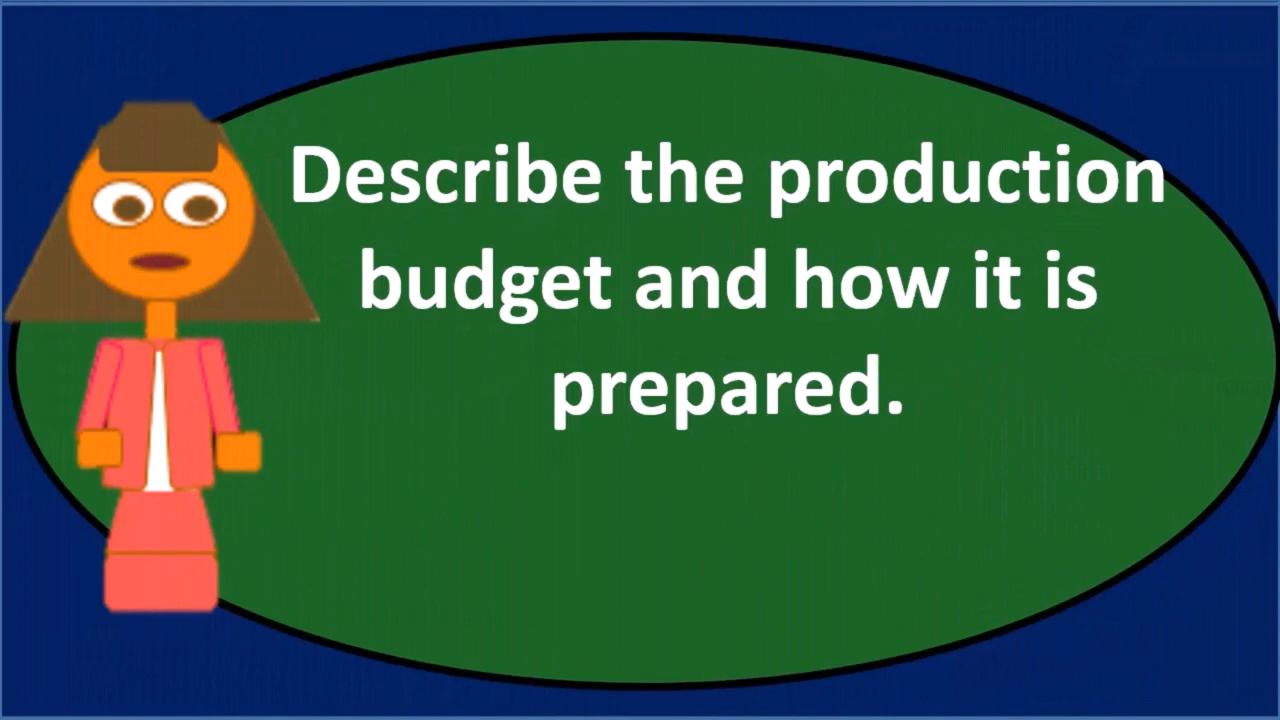 Describe the production
budget and how it is
prepared.